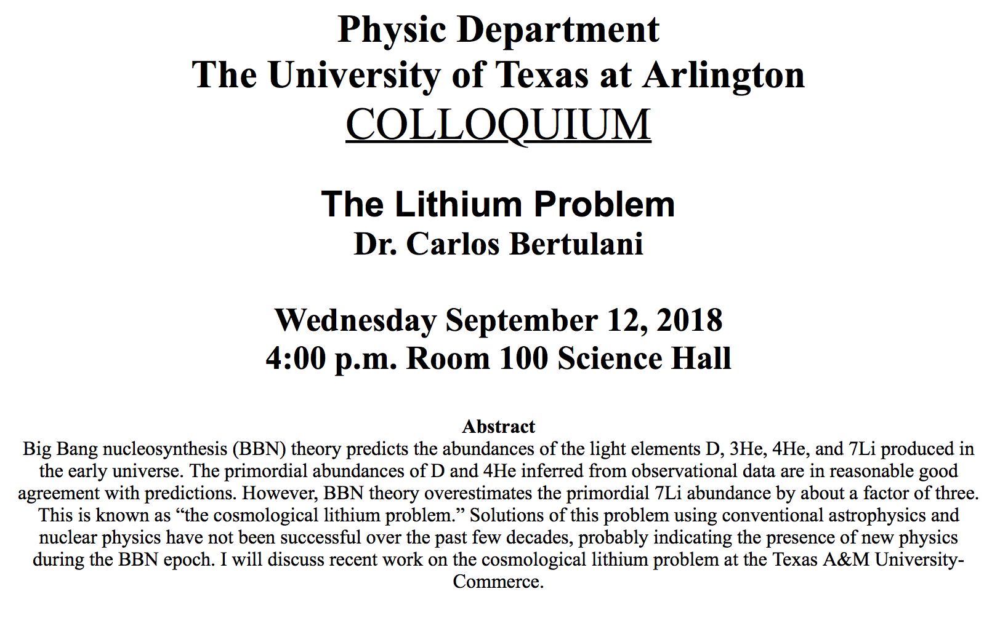 Physic Department
The University of Texas at Arlington
COLLOQUIUM
The Lithium Problem
Dr. Carlos Bertulani
Wednesday September 12, 2018
4:00 p.m. Room 100 Science Hall
Abstract
Big Bang nucleosynthesis (BBN) theory predicts the abundances of the light elements D, 3He, 4He, and 7Li produced in
the early universe. The primordial abundances of D and 4He inferred from observational data are in reasonable good
agreement with predictions. However, BBN theory overestimates the primordial 7Li abundance by about a factor of three.
This is known as “the cosmological lithium problem.” Solutions of this problem using conventional astrophysics and
nuclear physics have not been successful over the past few decades, probably indicating the presence of new physics
during the BBN epoch. I will discuss recent work on the cosmological lithium problem at the Texas A&M University-
Commerce.